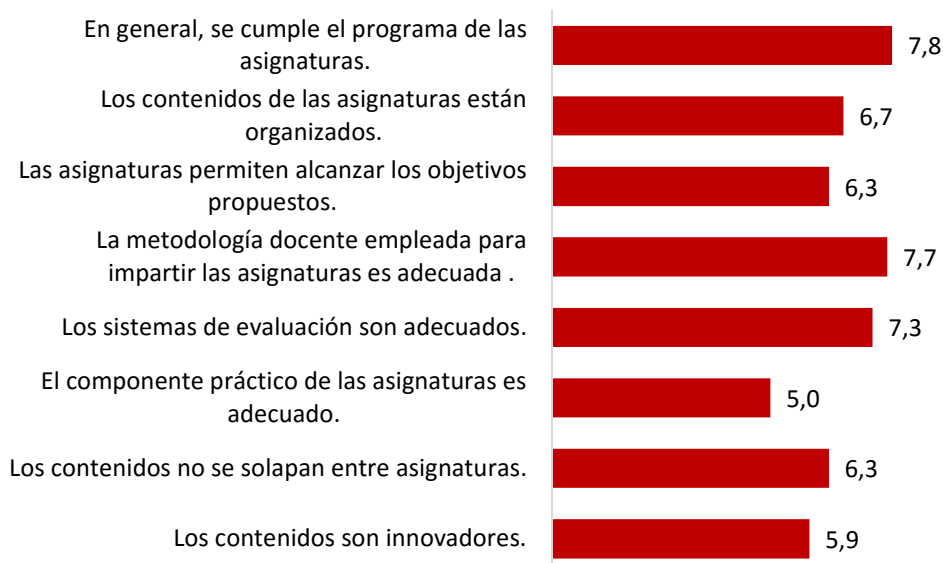 En general, se cumple el programa de las
asignaturas.
7,8
Los contenidos de las asignaturas están
organizados.
6,7
Las asignaturas permiten alcanzar los objetivos
propuestos.
6,3
La metodología docente empleada para
impartir las asignaturas es adecuada .
7,7
Los sistemas de evaluación son adecuados.
7,3
El componente práctico de las asignaturas es
adecuado.
5,0
Los contenidos no se solapan entre asignaturas.
6,3
Los contenidos son innovadores.
5,9